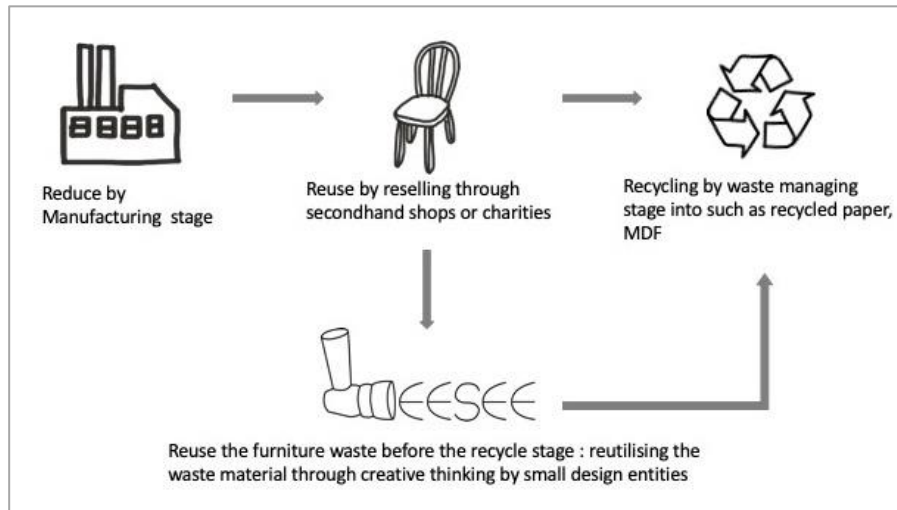 Reduce by
Manufacturing stage
Reuse by reselling through
secondhand shops or charities
Recycling by waste managing
stage into such as recycled paper,
MDF
LEESEE
Reuse the furniture waste before the recycle stage : reutilising the
waste material through creative thinking by small design entities